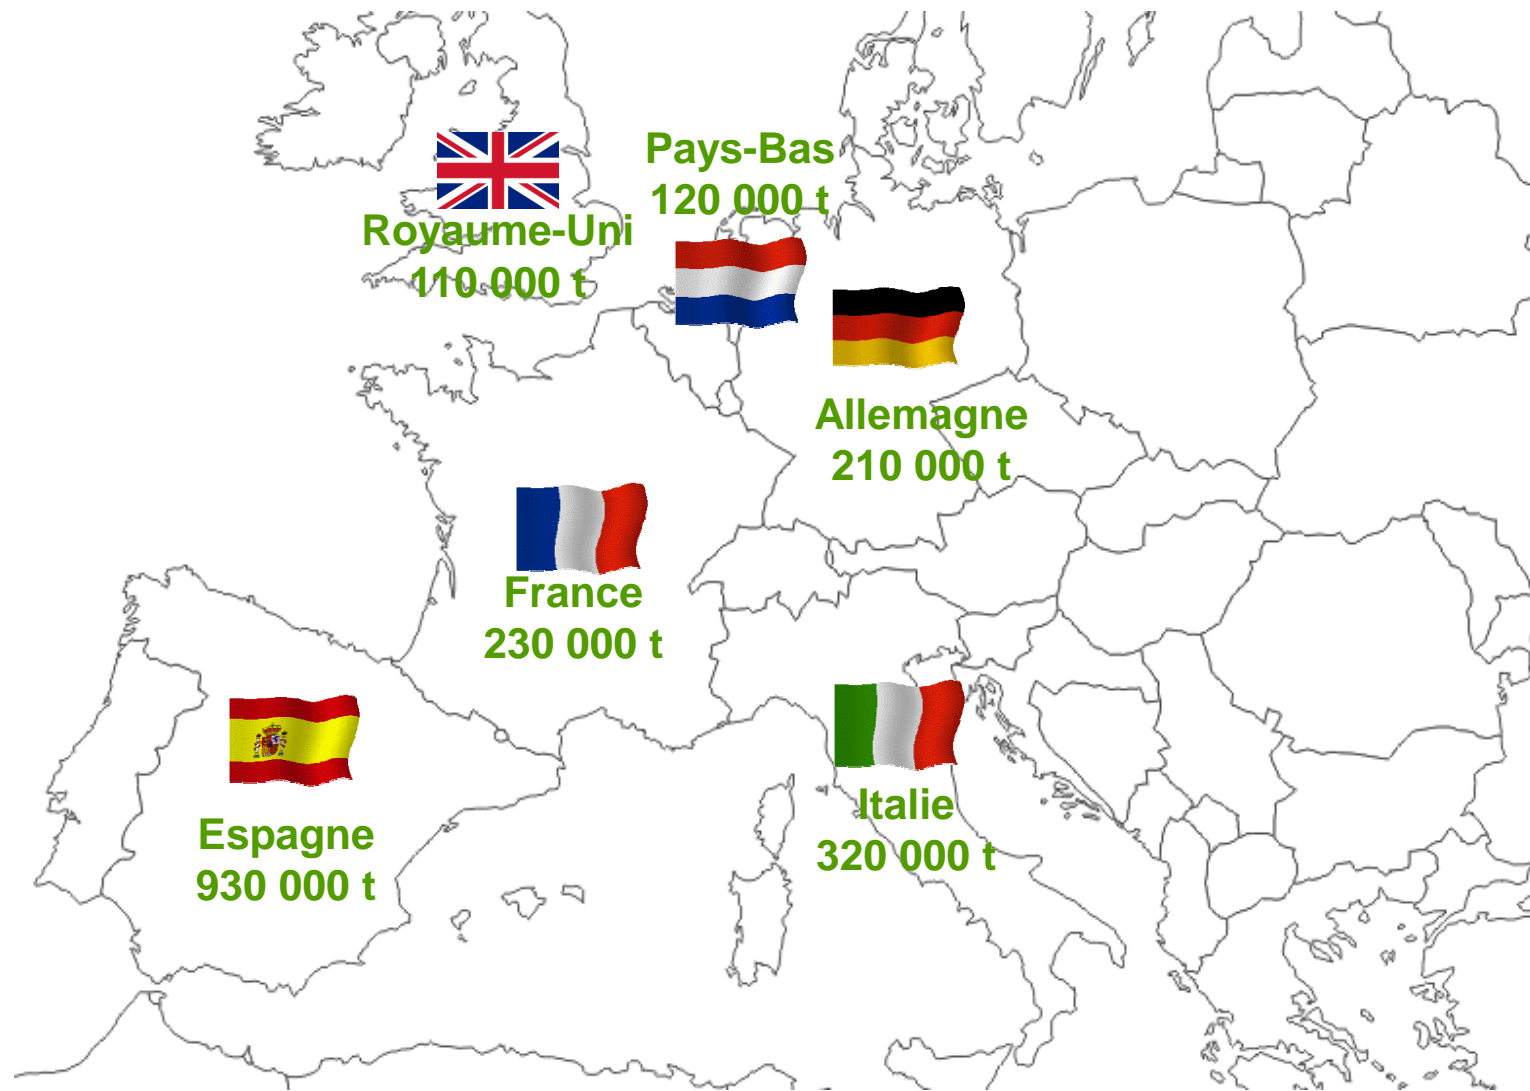 Pays-Bas
120 000 t
Royaume-Uni
110 000 t
Allemagne
210 000 t
France
230 000 t
Italie
320 000 t
Espagne
930 000 t